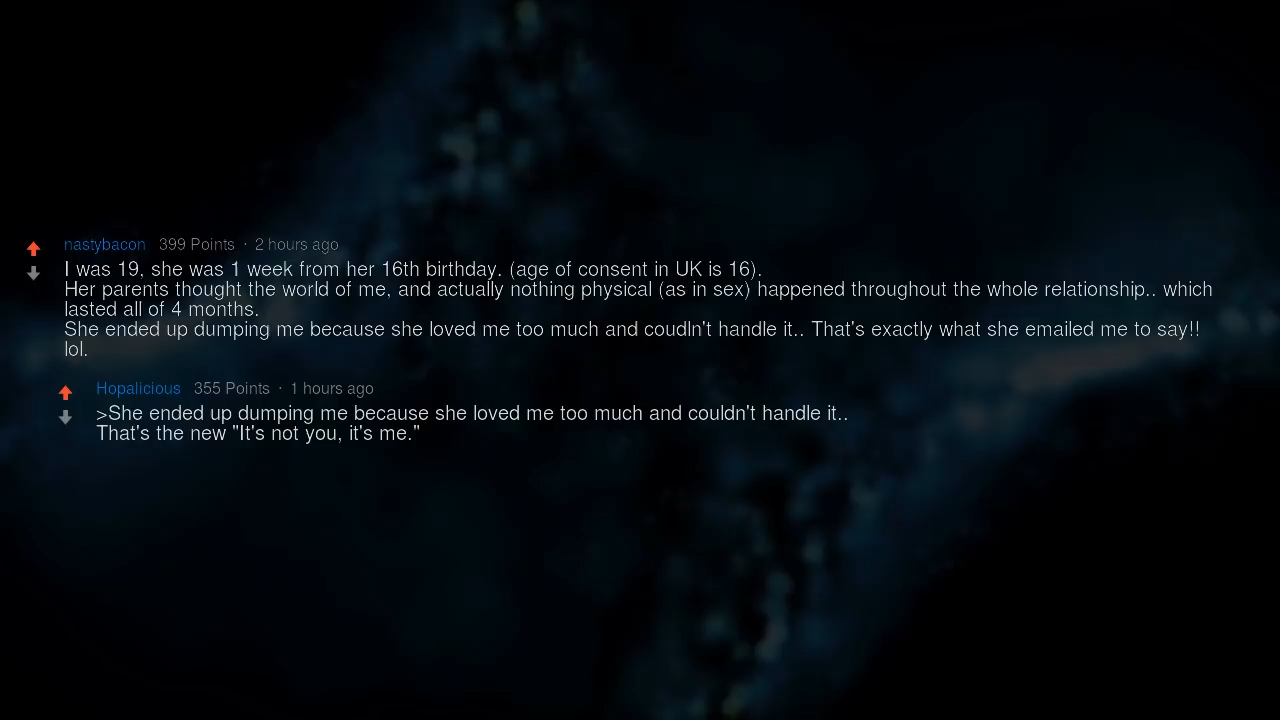 nastybacon 399 Points · 2 hours ago
I was 19, she was 1 week from her 16th birthday. (age of consent in UK is 16).
Her parents thought the world of me, and actually nothing physical (as in sex) happened throughout the whole relationship.. which
lasted all of 4 months.
She ended up dumping me because she loved me too much and coudln't handle it.. That's exactly what she emailed me to say!!
lol.
Hopalicious 355 Points · 1 hours ago
>She ended up dumping me because she loved me too much and couldn't handle it..
That's the new "It's not you, it's me."